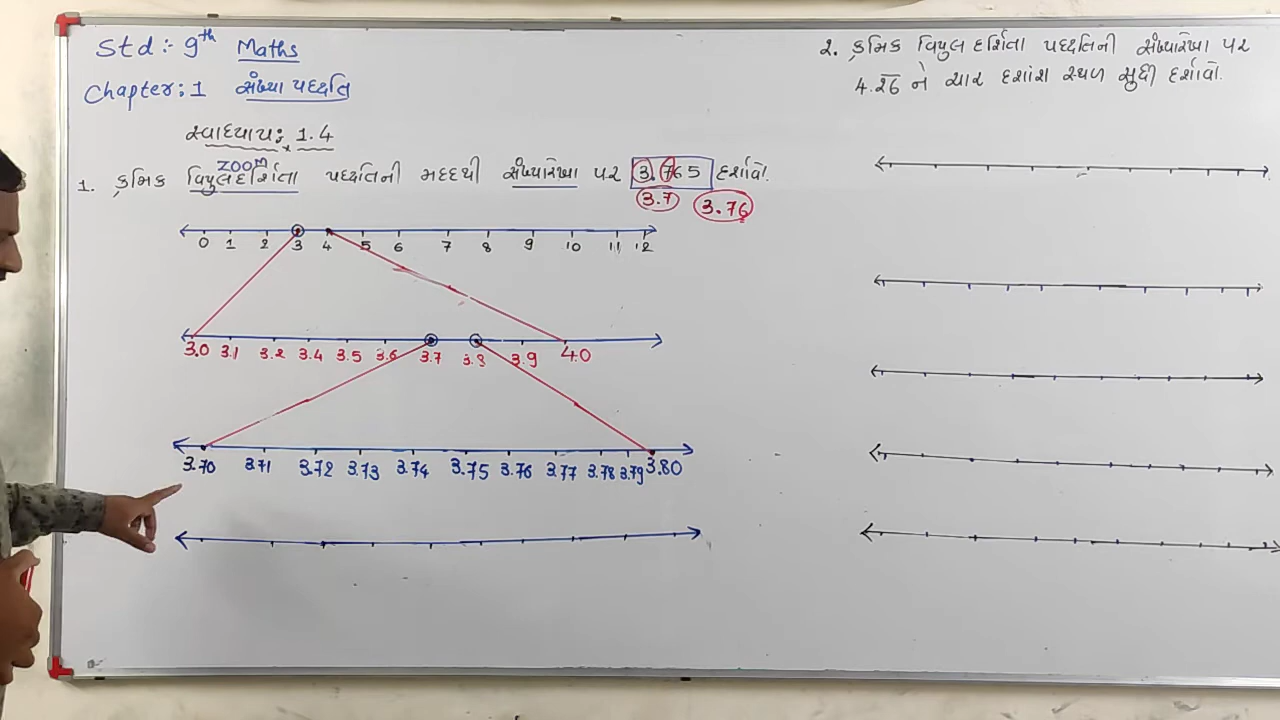 Std :- 9th Maths
Chapter : 1 સંખ્યા પદ્ધતિ
સ્વાધ્યાય : 1.4
ZOOM
1. ક્રમિક વિપુલદર્શિતા પદ્ધતિની મદદથી સંખ્યારેખા પર 3.765 દર્શાવો.
3.7 3.76
0 1 2 3 4 5 6 7 8 9 10 11 12
3.0 3.1 3.2 3.4 3.5 3.6 3.7 3.8 3.9 4.0
3.70 3.71 3.72 3.73 3.74 3.75 3.76 3.77 3.78 3.79 3.80
2. ક્રમિક વિપુલ દર્શિતા પદ્ધતિની સંખ્યારેખા પર
4.2̅6̅ ને ચાર દશાંશ સ્થળ સુધી દર્શાવો.